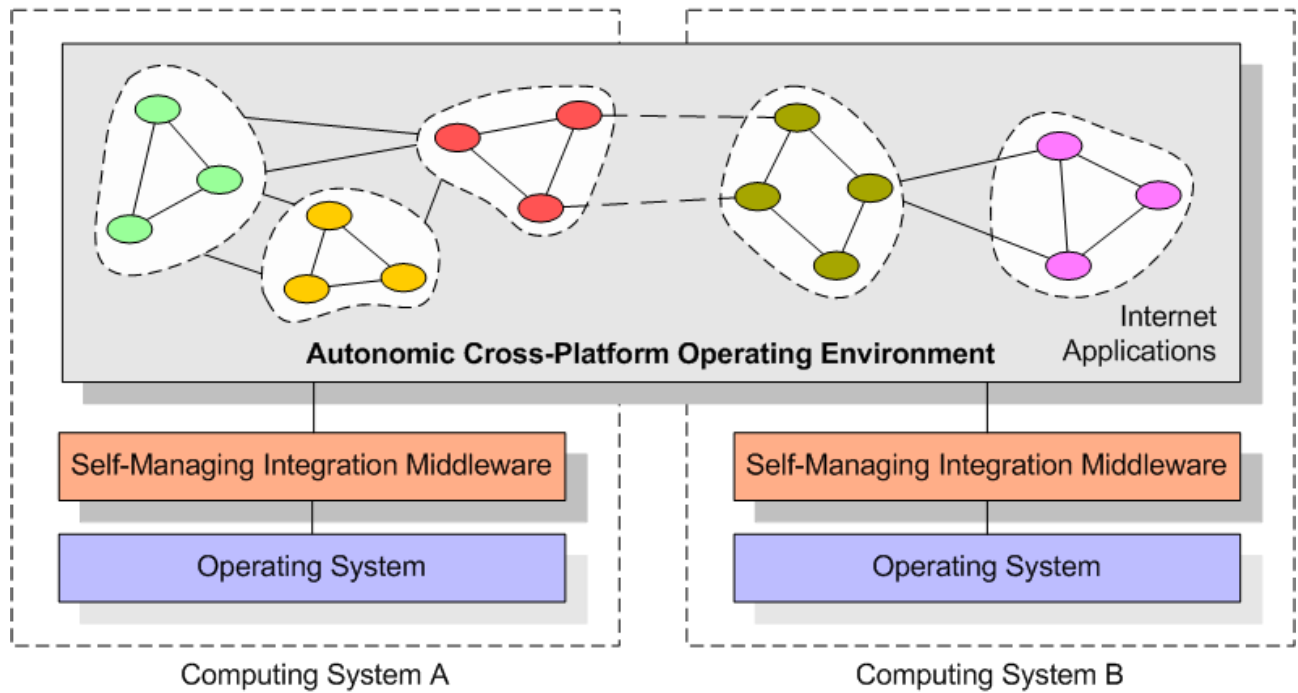 Internet
Applications
Autonomic Cross-Platform Operating Environment
Self-Managing Integration Middleware
Self-Managing Integration Middleware
Operating System
Operating System
Computing System A
Computing System B